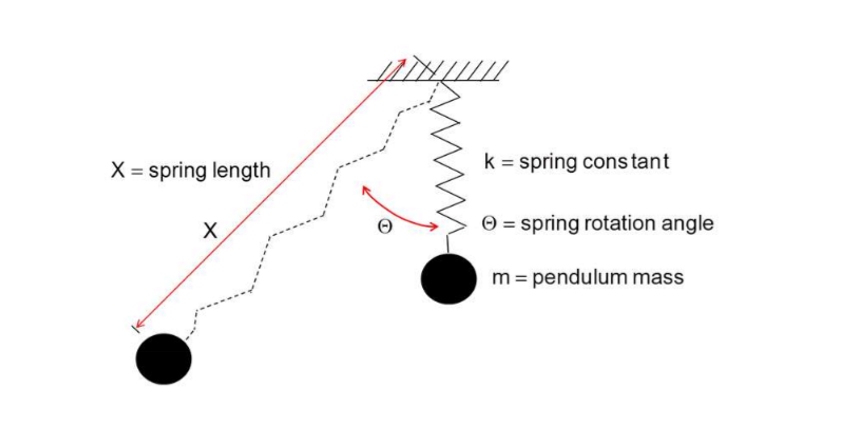 k = spring constant
X = spring length
X
Θ
Θ = spring rotation angle
m = pendulum mass